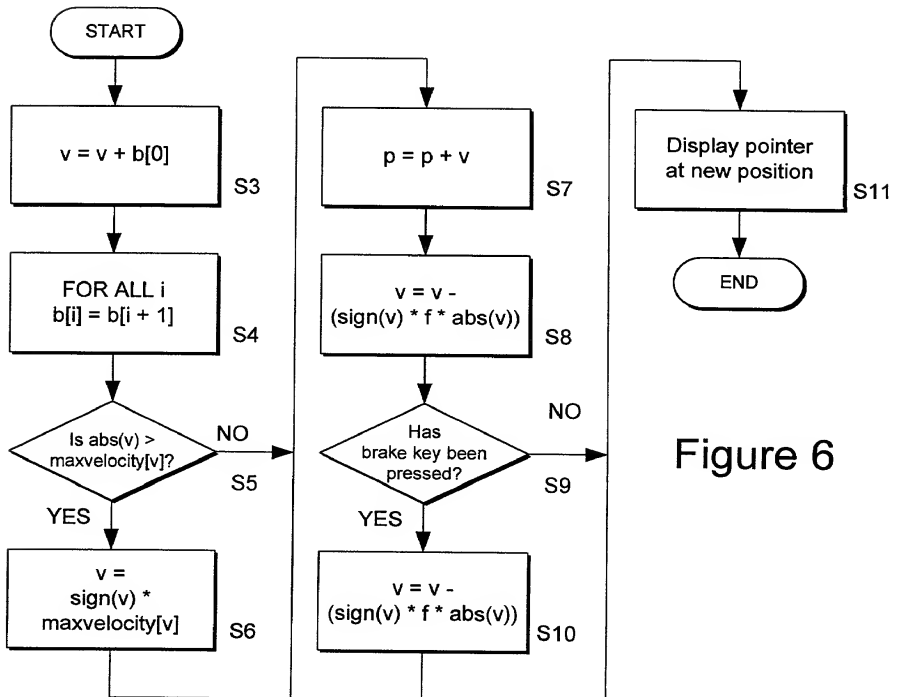 START
v = v + b[0]
S3
FOR ALL i
b[i] = b[i + 1]
S4
Is abs(v) >
maxvelocity[v]?
NO
S5
YES
v =
sign(v) *
maxvelocity[v]
S6
p = p + v
S7
v = v -
(sign(v) * f * abs(v))
S8
Has
brake key been
pressed?
NO
S9
YES
v = v -
(sign(v) * f * abs(v))
S10
Display pointer
at new position
S11
END
Figure 6